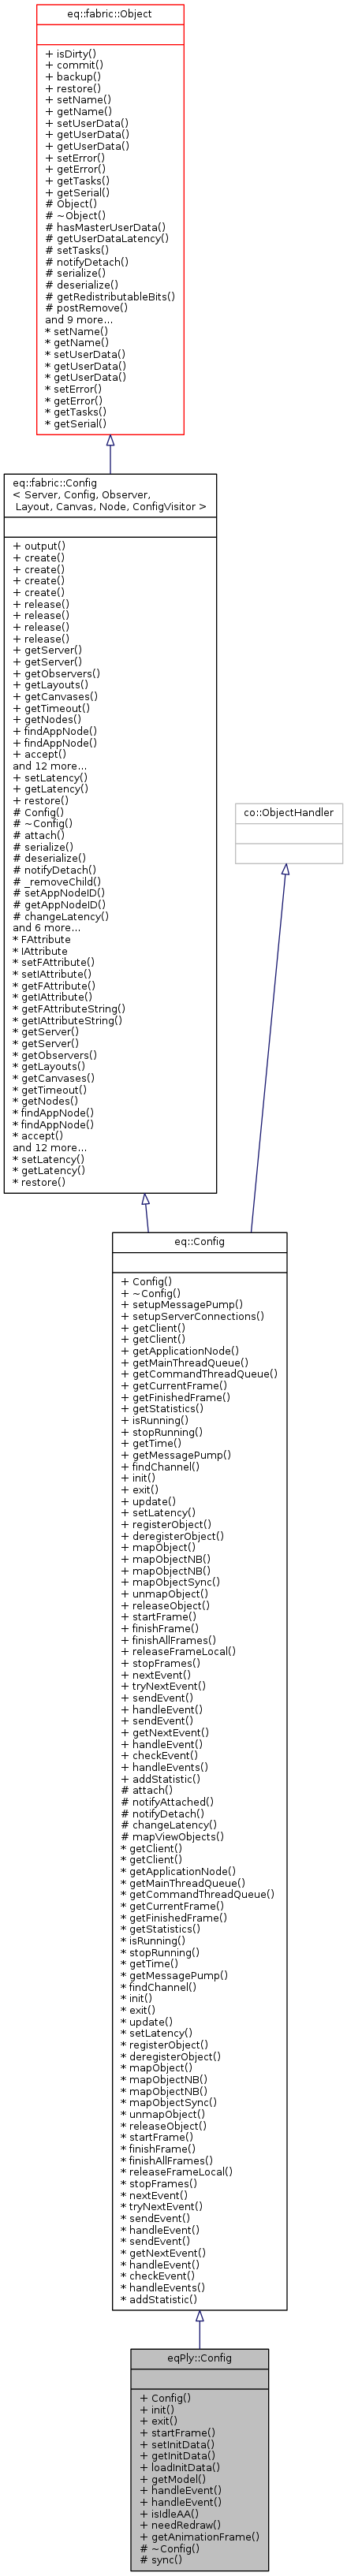 eq::fabric::Object
+ isDirty()
+ commit()
+ backup()
+ restore()
+ setName()
+ getName()
+ setUserData()
+ getUserData()
+ getUserData()
+ setError()
+ getError()
+ getTasks()
+ getSerial()
# Object()
# ~Object()
# hasMasterUserData()
# getUserDataLatency()
# setTasks()
# notifyDetach()
# serialize()
# deserialize()
# getRedistributableBits()
# postRemove()
and 9 more...
* setName()
* getName()
* setUserData()
* getUserData()
* getUserData()
* setError()
* getError()
* getTasks()
* getSerial()
eq::fabric::Config
< Server, Config, Observer,
Layout, Canvas, Node, ConfigVisitor >
+ output()
+ create()
+ create()
+ create()
+ create()
+ release()
+ release()
+ release()
+ release()
+ getServer()
+ getServer()
+ getObservers()
+ getLayouts()
+ getCanvases()
+ getTimeout()
+ getNodes()
+ findAppNode()
+ findAppNode()
+ accept()
and 12 more...
+ setLatency()
+ getLatency()
+ restore()
# Config()
# ~Config()
# attach()
# serialize()
# deserialize()
# notifyDetach()
# _removeChild()
# setAppNodeID()
# getAppNodeID()
# changeLatency()
and 6 more...
* FAttribute
* IAttribute
* setFAttribute()
* setIAttribute()
* getFAttribute()
* getIAttribute()
* getFAttributeString()
* getIAttributeString()
* getServer()
* getServer()
* getObservers()
* getLayouts()
* getCanvases()
* getTimeout()
* getNodes()
* findAppNode()
* findAppNode()
* accept()
and 12 more...
* setLatency()
* getLatency()
* restore()
co::ObjectHandler
eq::Config
+ Config()
+ ~Config()
+ setupMessagePump()
+ setupServerConnections()
+ getClient()
+ getClient()
+ getApplicationNode()
+ getMainThreadQueue()
+ getCommandThreadQueue()
+ getCurrentFrame()
+ getFinishedFrame()
+ getStatistics()
+ isRunning()
+ stopRunning()
+ getTime()
+ getMessagePump()
+ findChannel()
+ init()
+ exit()
+ update()
+ setLatency()
+ registerObject()
+ deregisterObject()
+ mapObject()
+ mapObjectNB()
+ mapObjectNB()
+ mapObjectSync()
+ unmapObject()
+ releaseObject()
+ startFrame()
+ finishFrame()
+ finishAllFrames()
+ releaseFrameLocal()
+ stopFrames()
+ nextEvent()
+ tryNextEvent()
+ sendEvent()
+ handleEvent()
+ sendEvent()
+ getNextEvent()
+ handleEvent()
+ checkEvent()
+ handleEvents()
+ addStatistic()
# attach()
# notifyAttached()
# notifyDetach()
# changeLatency()
# mapViewObjects()
* getClient()
* getClient()
* getApplicationNode()
* getMainThreadQueue()
* getCommandThreadQueue()
* getCurrentFrame()
* getFinishedFrame()
* getStatistics()
* isRunning()
* stopRunning()
* getTime()
* getMessagePump()
* findChannel()
* init()
* exit()
* update()
* setLatency()
* registerObject()
* deregisterObject()
* mapObject()
* mapObjectNB()
* mapObjectNB()
* mapObjectSync()
* unmapObject()
* releaseObject()
* startFrame()
* finishFrame()
* finishAllFrames()
* releaseFrameLocal()
* stopFrames()
* nextEvent()
* tryNextEvent()
* sendEvent()
* handleEvent()
* sendEvent()
* getNextEvent()
* handleEvent()
* checkEvent()
* handleEvents()
* addStatistic()
eqPly::Config
+ Config()
+ init()
+ exit()
+ startFrame()
+ setInitData()
+ getInitData()
+ loadInitData()
+ getModel()
+ handleEvent()
+ handleEvent()
+ isIdleAA()
+ needRedraw()
+ getAnimationFrame()
# ~Config()
# sync()